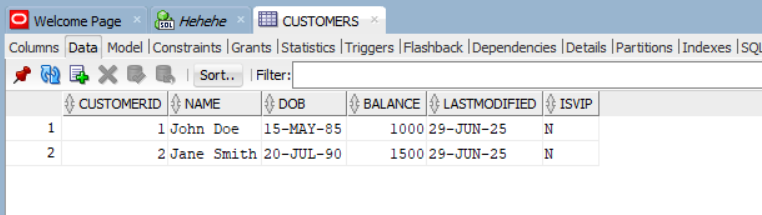 Welcome Page Hehehe CUSTOMERS
Columns Data Model Constraints Grants Statistics Triggers Flashback Dependencies Details Partitions Indexes SQL
Sort.. Filter:
CUSTOMERID NAME DOB BALANCE LASTMODIFIED ISVIP
1 1 John Doe 15-MAY-85 1000 29-JUN-25 N
2 2 Jane Smith 20-JUL-90 1500 29-JUN-25 N